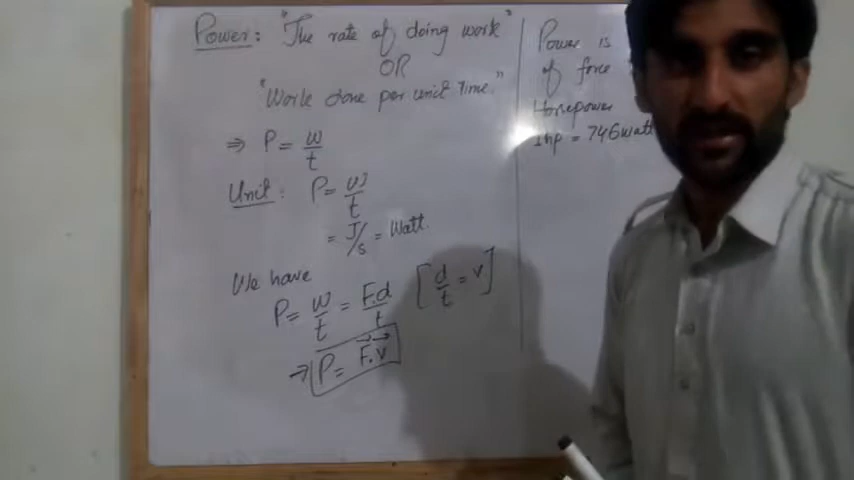 Power: "The rate of doing work"
OR
"Work done per unit Time."
⇒ P = w/t
Unit: P = w/t
= J/s = Watt.
We have
P = w/t = F.d/t [d/t = v]
⇒ P = F⃗.v⃗
Power is
of force
Horsepower
1hp = 746watt